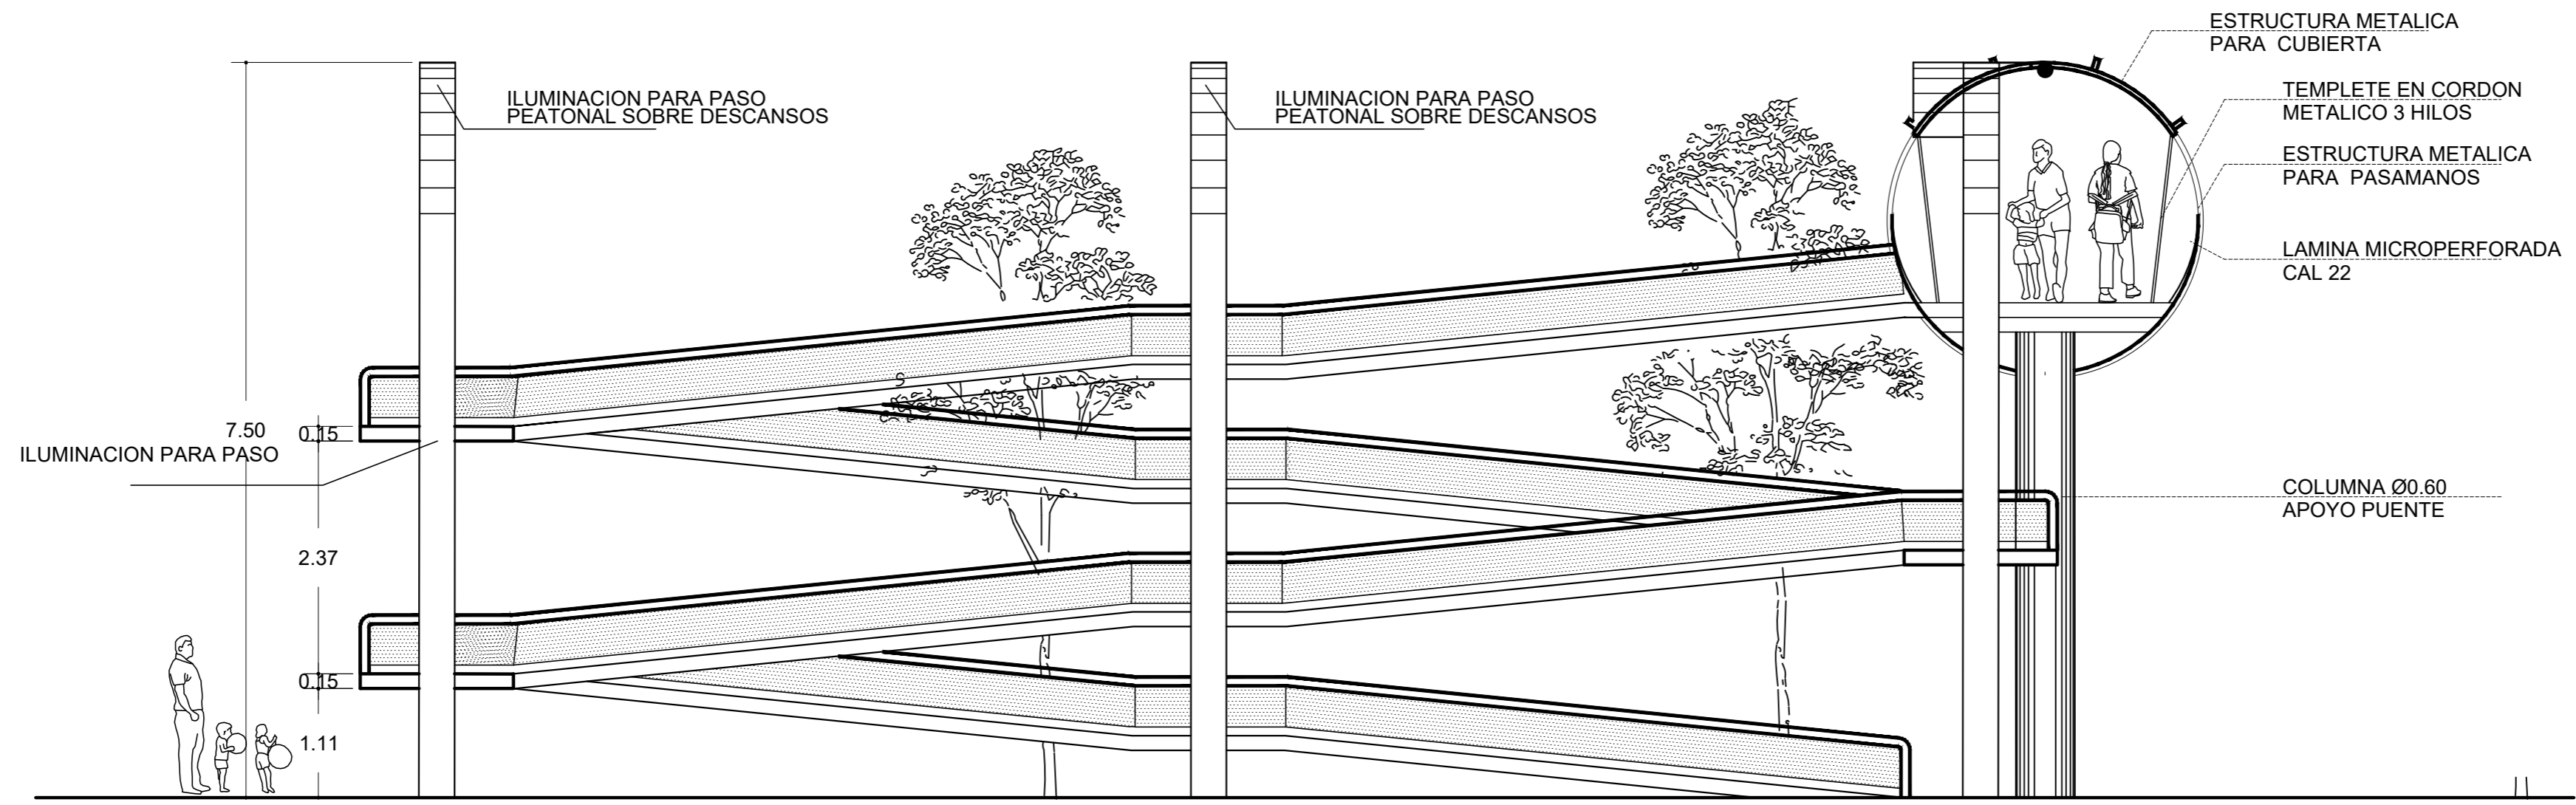 ESTRUCTURA METALICA
PARA CUBIERTA
ILUMINACION PARA PASO
PEATONAL SOBRE DESCANSOS
ILUMINACION PARA PASO
PEATONAL SOBRE DESCANSOS
TEMPLETE EN CORDON
METALICO 3 HILOS
ESTRUCTURA METALICA
PARA PASAMANOS
LAMINA MICROPERFORADA
CAL 22
7.50
0.15
ILUMINACION PARA PASO
COLUMNA Ø0.60
APOYO PUENTE
2.37
0.15
1.11